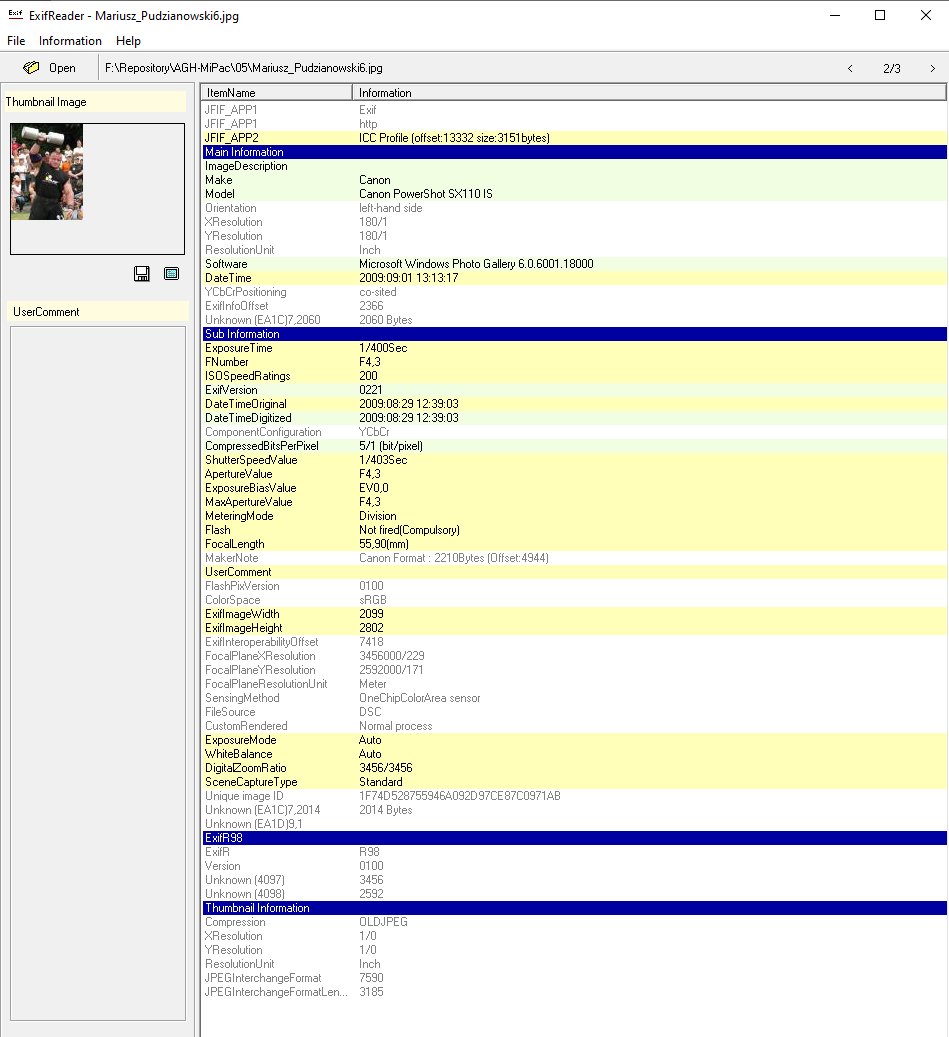 Exif ExifReader - Mariusz_Pudzianowski6.jpg
File Information Help
Open F:\Repository\AGH-MiPac\05\Mariusz_Pudzianowski6.jpg < 2/3 >
Thumbnail Image
UserComment
ItemName Information
JFIF_APP1 Exif
JFIF_APP1 http
JFIF_APP2 ICC Profile (offset:13332 size:3151bytes)
Main Information
ImageDescription
Make Canon
Model Canon PowerShot SX110 IS
Orientation left-hand side
XResolution 180/1
YResolution 180/1
ResolutionUnit Inch
Software Microsoft Windows Photo Gallery 6.0.6001.18000
DateTime 2009:09:01 13:13:17
YCbCrPositioning co-sited
ExifInfoOffset 2366
Unknown (EA1C)7,2060 2060 Bytes
Sub Information
ExposureTime 1/400Sec
FNumber F4,3
ISOSpeedRatings 200
ExifVersion 0221
DateTimeOriginal 2009:08:29 12:39:03
DateTimeDigitized 2009:08:29 12:39:03
ComponentConfiguration YCbCr
CompressedBitsPerPixel 5/1 (bit/pixel)
ShutterSpeedValue 1/403Sec
ApertureValue F4,3
ExposureBiasValue EV0,0
MaxApertureValue F4,3
MeteringMode Division
Flash Not fired(Compulsory)
FocalLength 55,90(mm)
MakerNote Canon Format : 2210Bytes (Offset:4944)
UserComment
FlashPixVersion 0100
ColorSpace sRGB
ExifImageWidth 2099
ExifImageHeight 2802
ExifInteroperabilityOffset 7418
FocalPlaneXResolution 3456000/229
FocalPlaneYResolution 2592000/171
FocalPlaneResolutionUnit Meter
SensingMethod OneChipColorArea sensor
FileSource DSC
CustomRendered Normal process
ExposureMode Auto
WhiteBalance Auto
DigitalZoomRatio 3456/3456
SceneCaptureType Standard
Unique image ID 1F74D528755946A092D97CE87C0971AB
Unknown (EA1C)7,2014 2014 Bytes
Unknown (EA1D)9,1
ExifR98
ExifR R98
Version 0100
Unknown (4097) 3456
Unknown (4098) 2592
Thumbnail Information
Compression OLDJPEG
XResolution 1/0
YResolution 1/0
ResolutionUnit Inch
JPEGInterchangeFormat 7590
JPEGInterchangeFormatLen... 3185